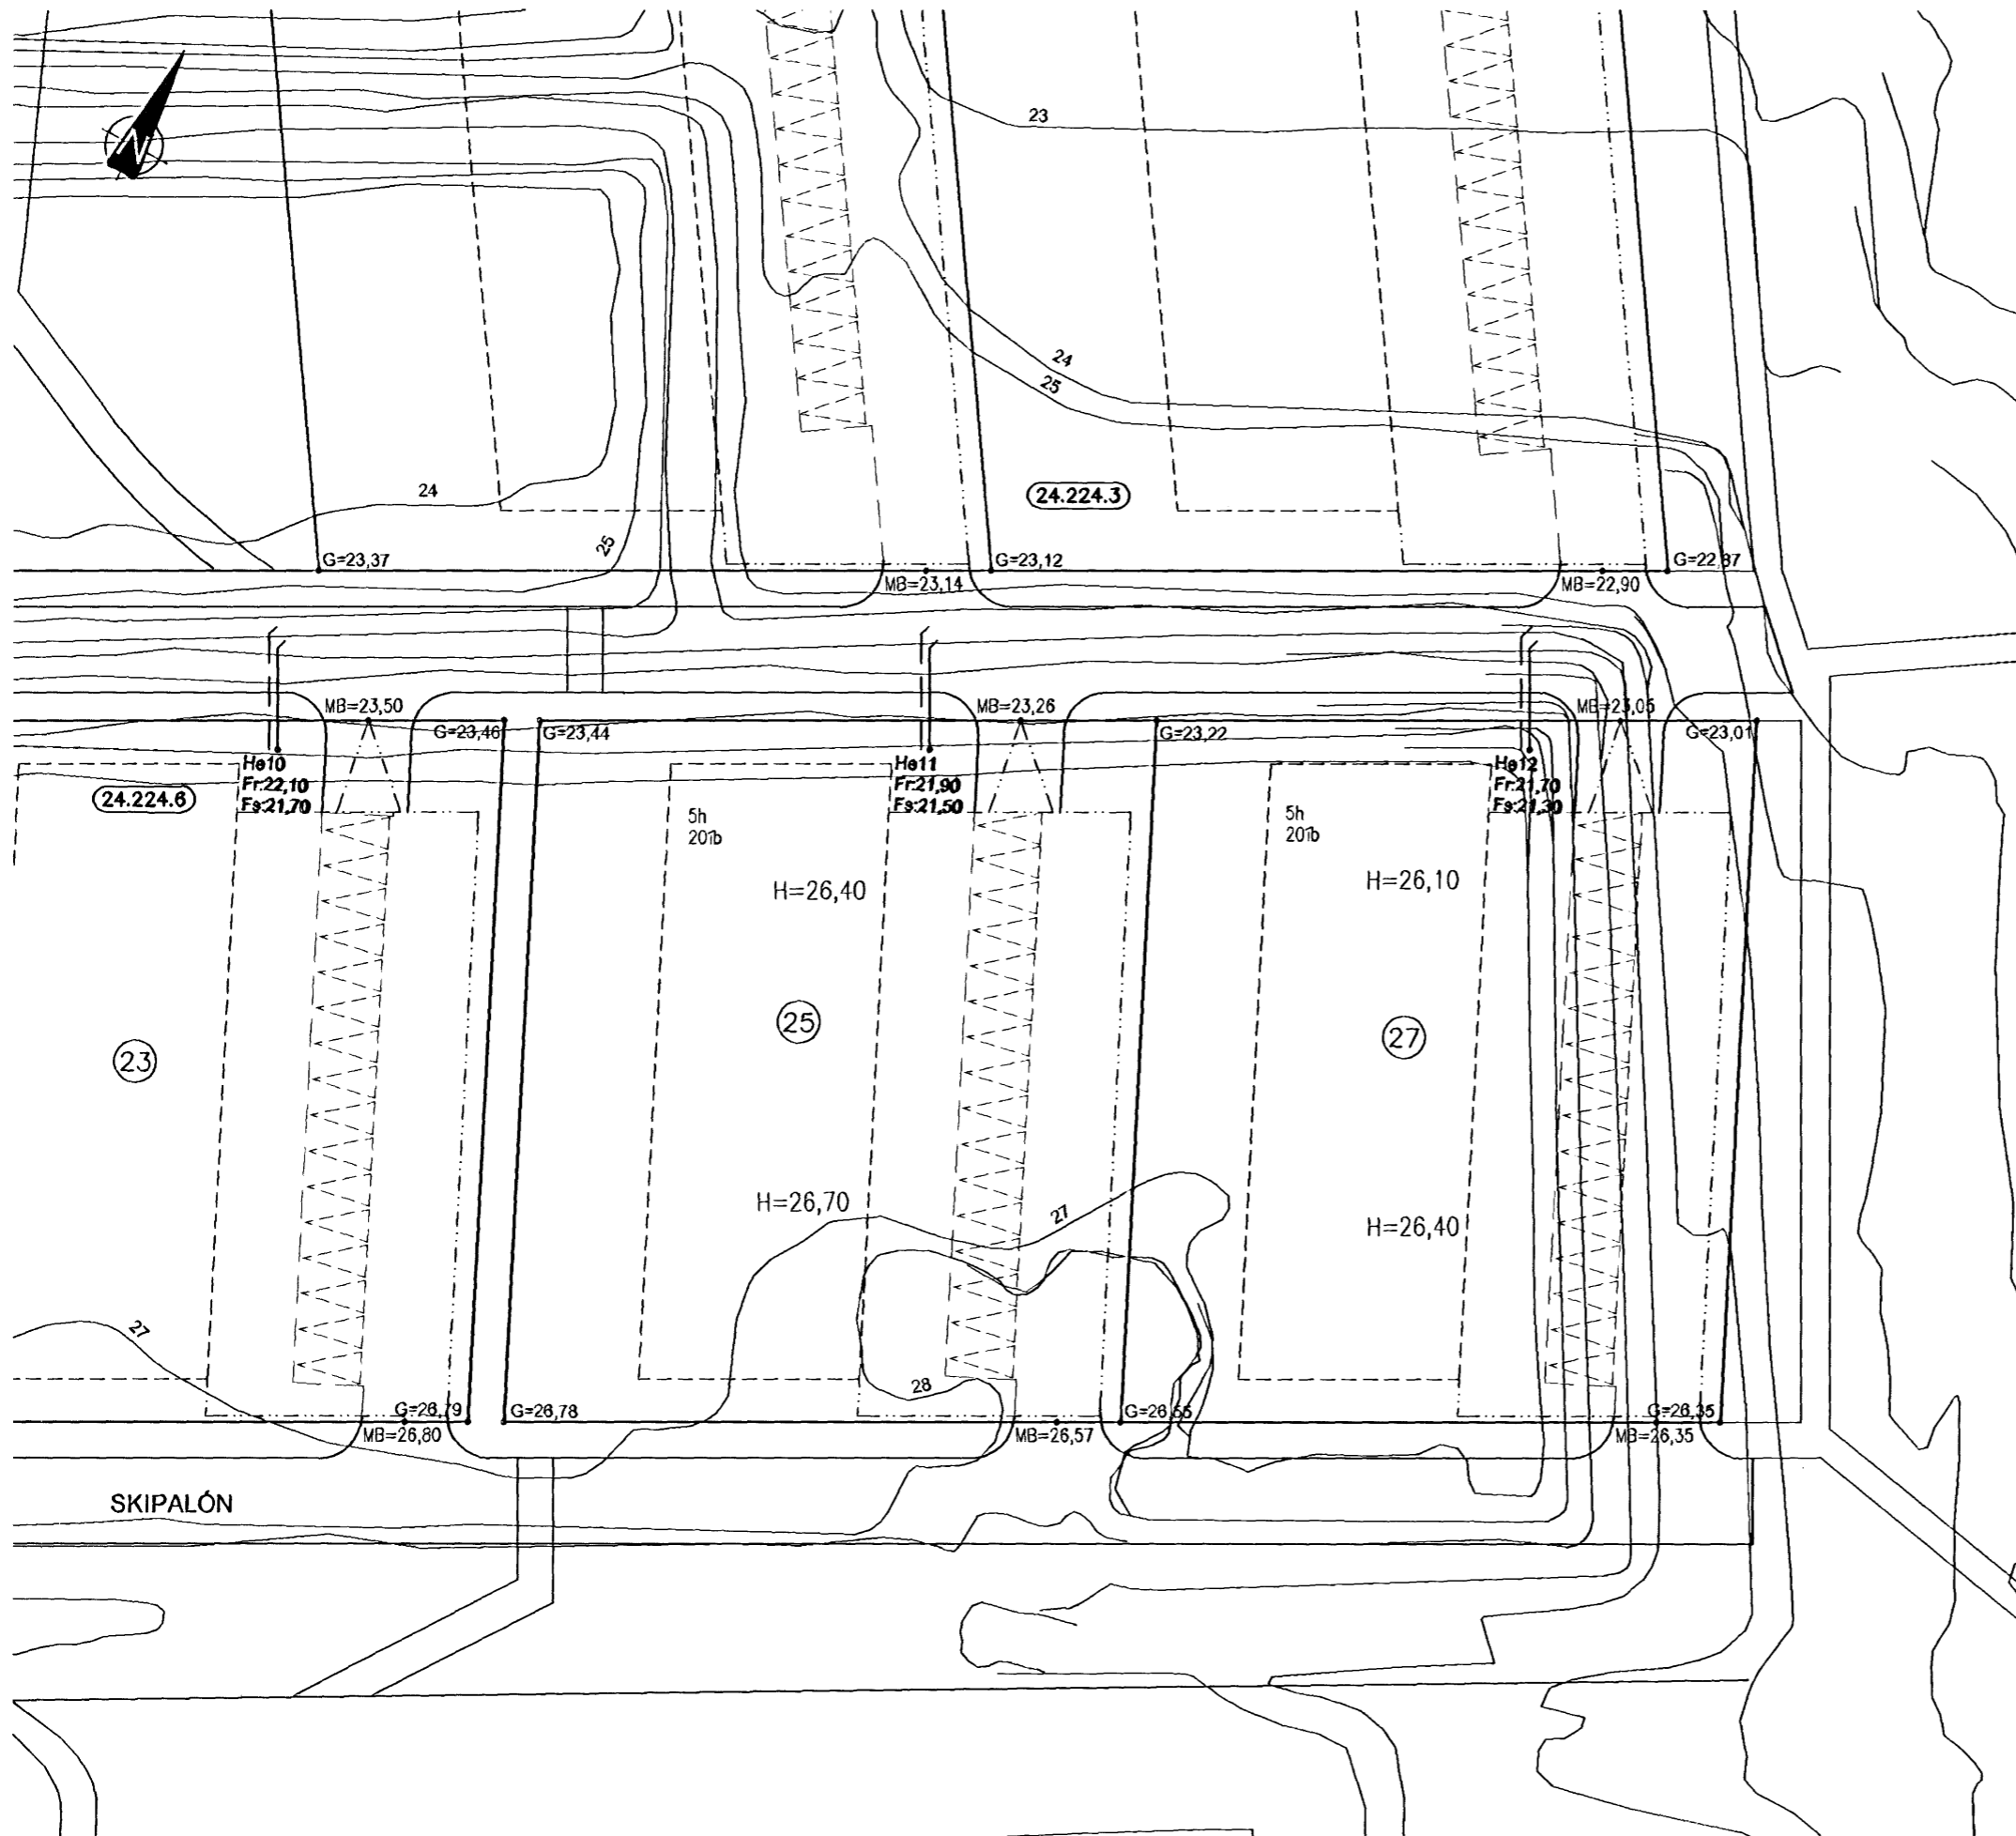 23
24
25
24
24.224.3
25
G=23,37
G=23,12
G=22,87
MB=23,14
MB=22,90
MB=23,50
MB=23,26
MB=23,05
G=23,46
G=23,44
G=23,22
G=23,01
He10
Fr:22,10
Fs:21,70
He11
Fr:21,90
Fs:21,50
He12
Fr:21,70
Fs:21,30
24.224.6
5h
201b
5h
201b
H=26,40
H=26,10
25
27
23
H=26,70
27
H=26,40
27
28
G=26,79
G=26,78
G=26,55
G=26,35
MB=26,80
MB=26,57
MB=26,35
SKIPALÓN